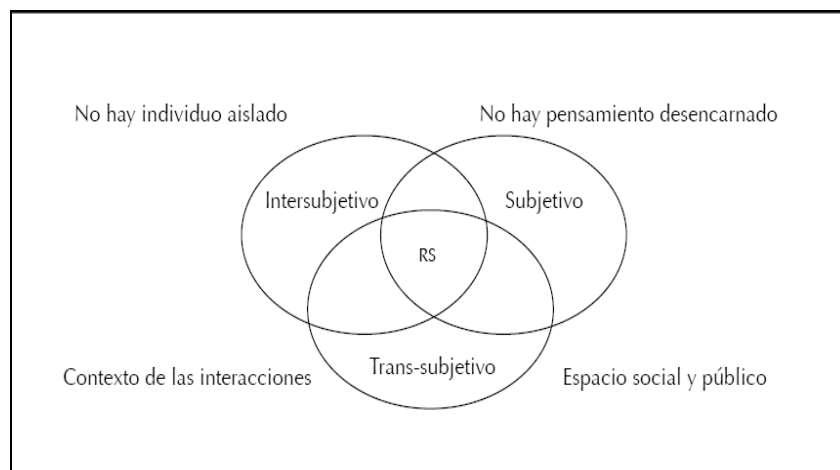 No hay individuo aislado
No hay pensamiento desencarnado
Intersubjetivo
Subjetivo
RS
Trans-subjetivo
Contexto de las interacciones
Espacio social y público